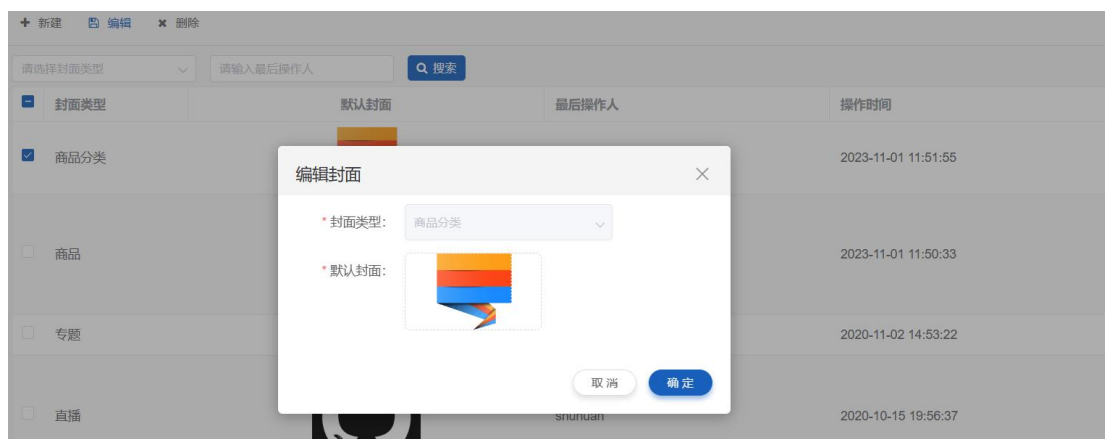 新建 编辑 删除
请选择封面类型 请输入最后操作人 搜索
封面类型 默认封面 最后操作人 操作时间
商品分类 2023-11-01 11:51:55
编辑封面
* 封面类型： 商品分类
商品 2023-11-01 11:50:33
* 默认封面：
专题 2020-11-02 14:53:22
取消 确定
直播 shuhuan 2020-10-15 19:56:37